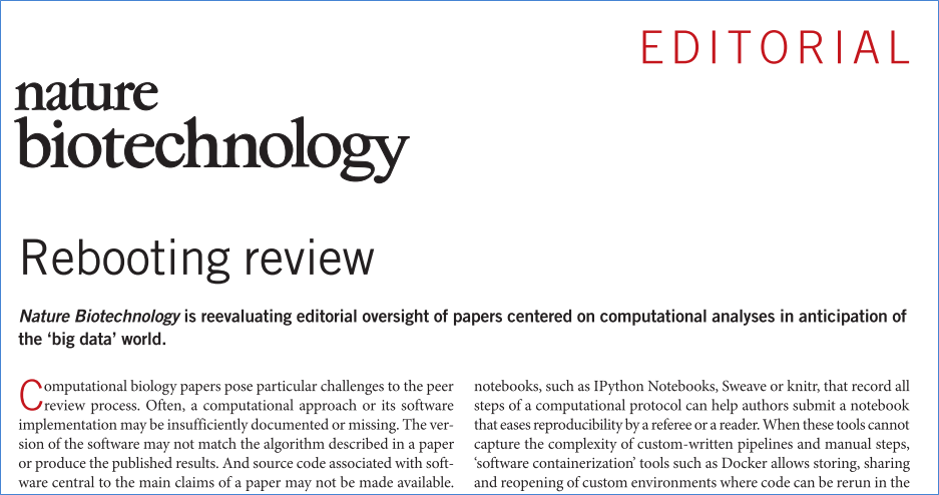 EDITORIAL
nature
biotechnology
Rebooting review
Nature Biotechnology is reevaluating editorial oversight of papers centered on computational analyses in anticipation of
the ‘big data’ world.
Computational biology papers pose particular challenges to the peer
review process. Often, a computational approach or its software
implementation may be insufficiently documented or missing. The ver-
sion of the software may not match the algorithm described in a paper
or produce the published results. And source code associated with soft-
ware central to the main claims of a paper may not be made available.
notebooks, such as IPython Notebooks, Sweave or knitr, that record all
steps of a computational protocol can help authors submit a notebook
that eases reproducibility by a referee or a reader. When these tools cannot
capture the complexity of custom-written pipelines and manual steps,
‘software containerization’ tools such as Docker allows storing, sharing
and reopening of custom environments where code can be rerun in the